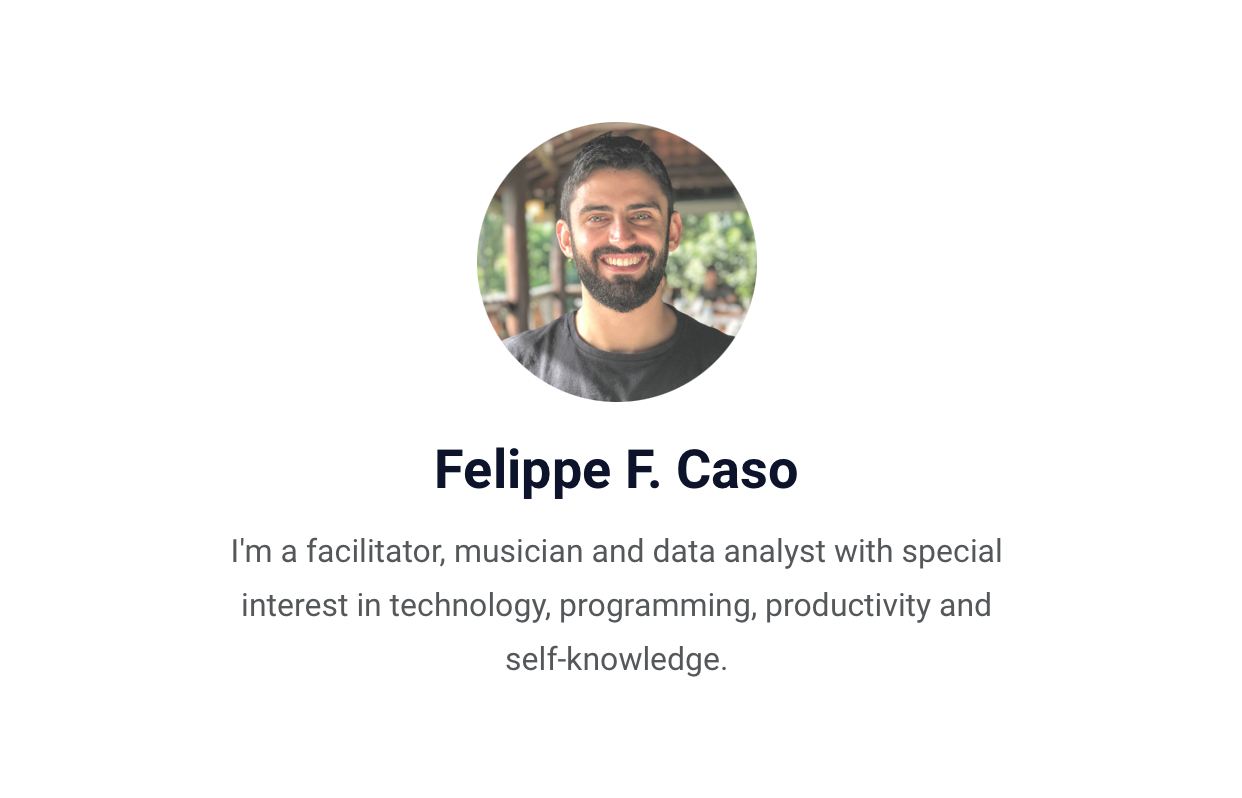 Felippe F. Caso
I'm a facilitator, musician and data analyst with special
interest in technology, programming, productivity and
self-knowledge.